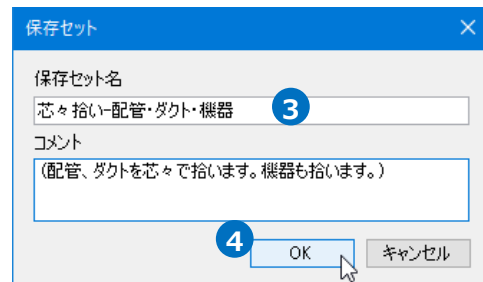 保存セット
保存セット名
芯々拾い-配管・ダクト・機器
3
コメント
(配管、ダクトを芯々で拾います。機器も拾います。)
4
OK
キャンセル